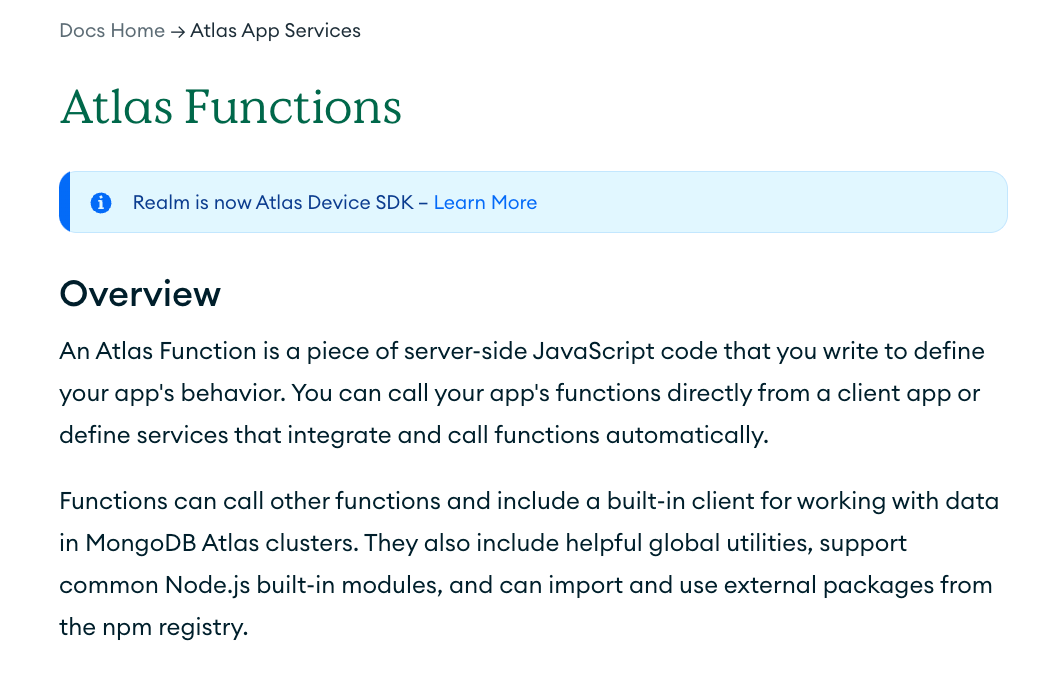 Docs Home → Atlas App Services
Atlas Functions
Realm is now Atlas Device SDK – Learn More
Overview
An Atlas Function is a piece of server-side JavaScript code that you write to define
your app's behavior. You can call your app's functions directly from a client app or
define services that integrate and call functions automatically.
Functions can call other functions and include a built-in client for working with data
in MongoDB Atlas clusters. They also include helpful global utilities, support
common Node.js built-in modules, and can import and use external packages from
the npm registry.